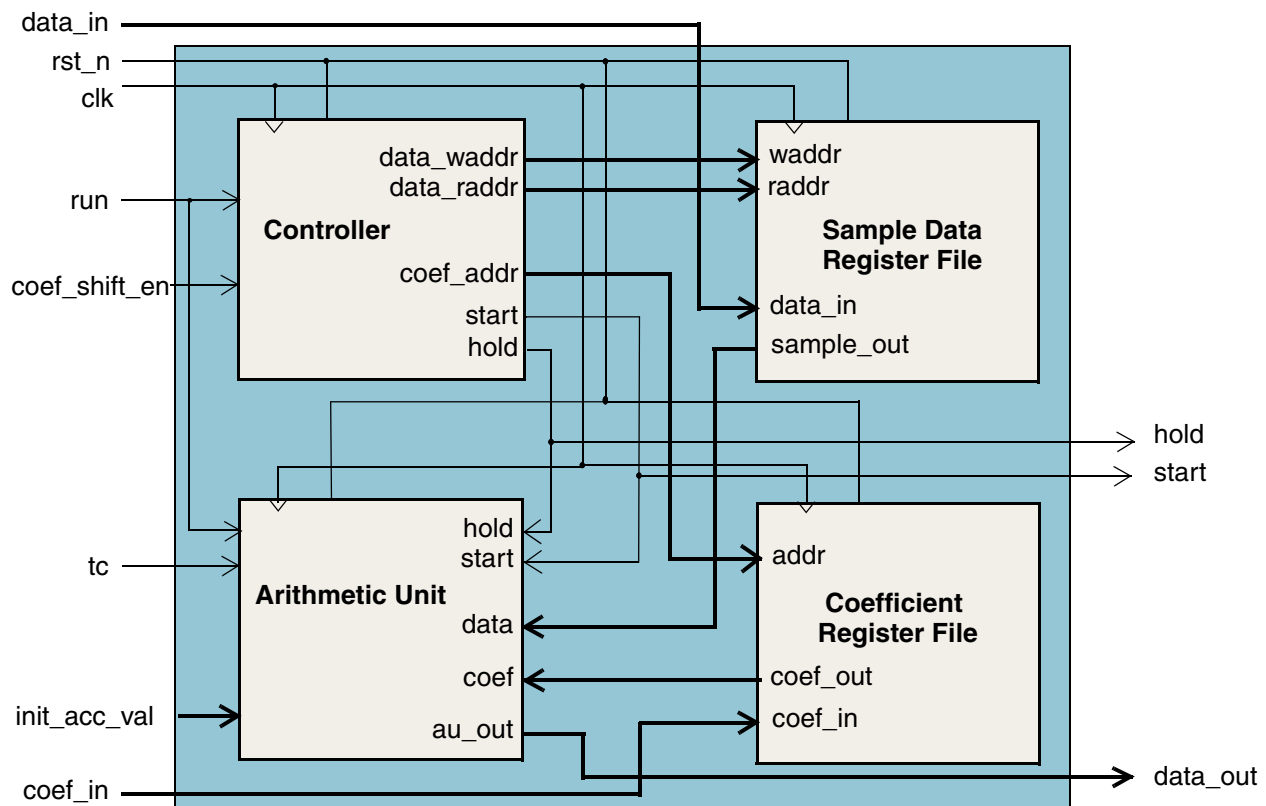 data_in
rst_n
clk
run
coef_shift_en
tc
init_acc_val
coef_in
data_waddr
data_raddr
Controller
coef_addr
start
hold
waddr
raddr
Sample Data
Register File
data_in
sample_out
hold
start
Arithmetic Unit
data
coef
au_out
addr
Coefficient
Register File
coef_out
coef_in
hold
start
data_out